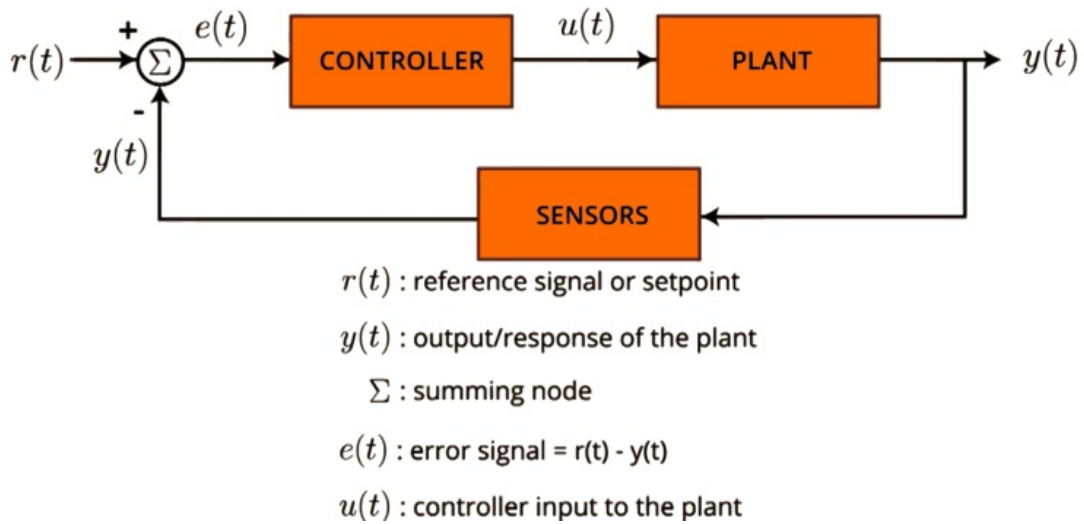 +
e(t)
u(t)
r(t)
Σ
CONTROLLER
PLANT
y(t)
-
y(t)
SENSORS
r(t) : reference signal or setpoint
y(t) : output/response of the plant
Σ : summing node
e(t) : error signal = r(t) - y(t)
u(t) : controller input to the plant